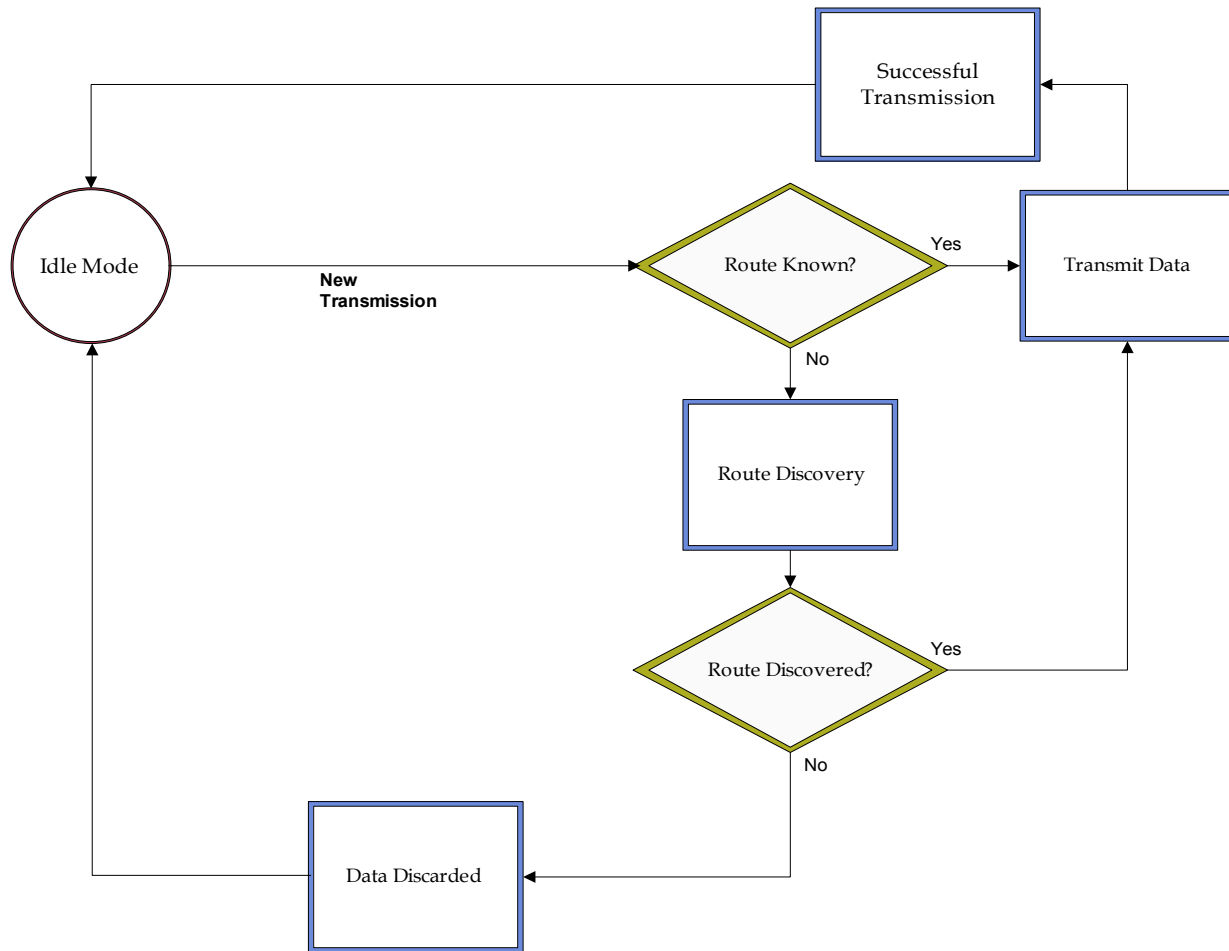 Successful
Transmission
Idle Mode
New
Transmission
Route Known?
Yes
Transmit Data
No
Route Discovery
Route Discovered?
Yes
No
Data Discarded